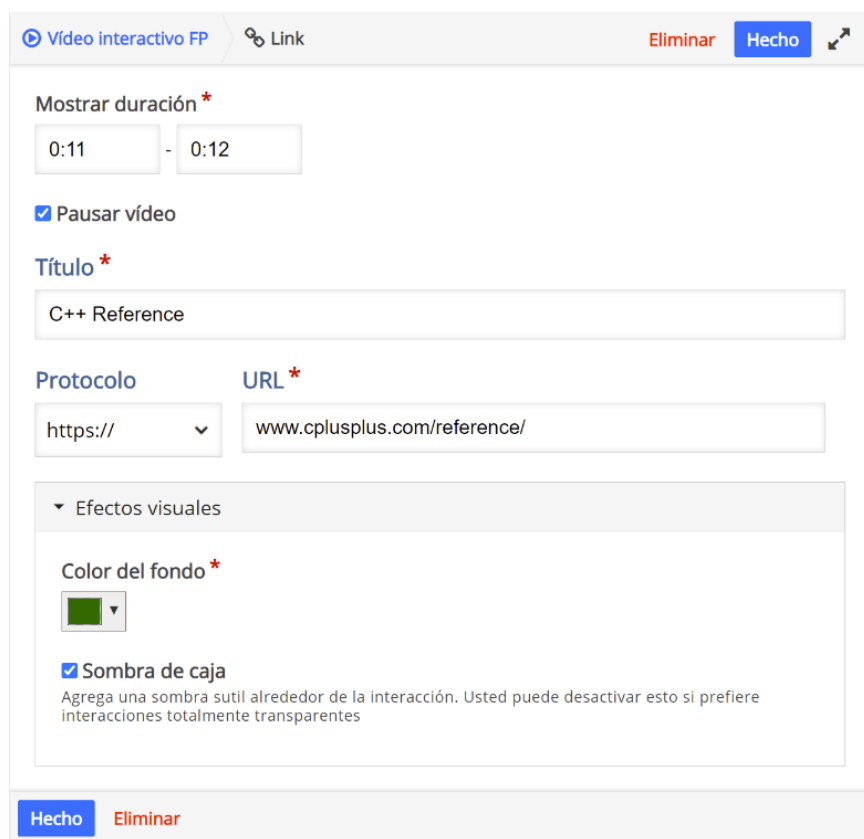 Vídeo interactivo FP Link Eliminar Hecho
Mostrar duración *
0:11 - 0:12
Pausar vídeo
Título *
C++ Reference
Protocolo URL *
https:// www.cplusplus.com/reference/
Efectos visuales
Color del fondo *
Sombra de caja
Agrega una sombra sutil alrededor de la interacción. Usted puede desactivar esto si prefiere
interacciones totalmente transparentes
Hecho Eliminar